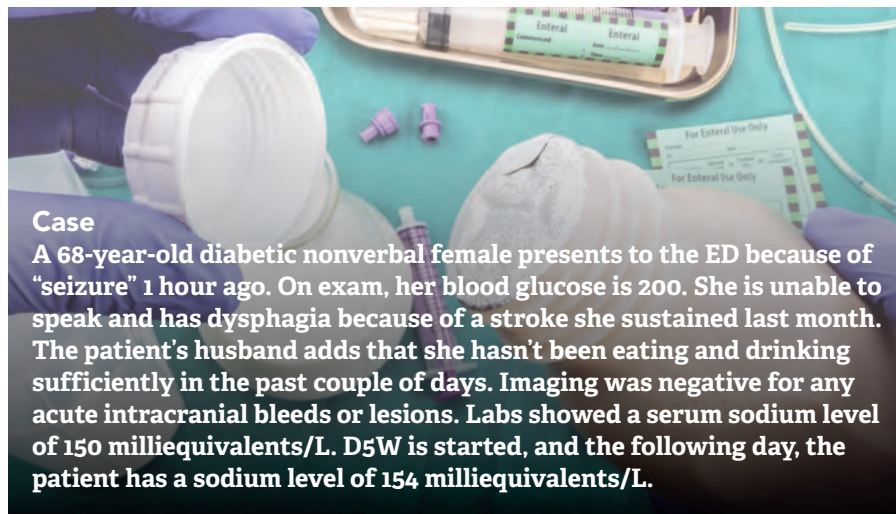 Enteral Enteral
For Enteral Use Only
For Enteral Use Only
Case
A 68-year-old diabetic nonverbal female presents to the ED because of
“seizure” 1 hour ago. On exam, her blood glucose is 200. She is unable to
speak and has dysphagia because of a stroke she sustained last month.
The patient’s husband adds that she hasn’t been eating and drinking
sufficiently in the past couple of days. Imaging was negative for any
acute intracranial bleeds or lesions. Labs showed a serum sodium level
of 150 milliequivalents/L. D5W is started, and the following day, the
patient has a sodium level of 154 milliequivalents/L.